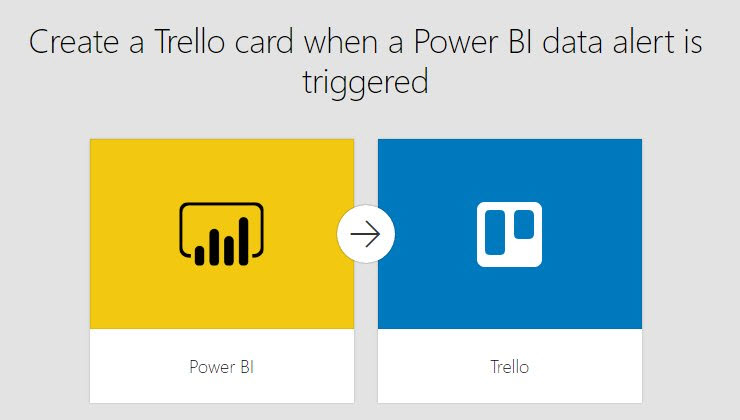 Create a Trello card when a Power BI data alert is
triggered
Power BI
Trello